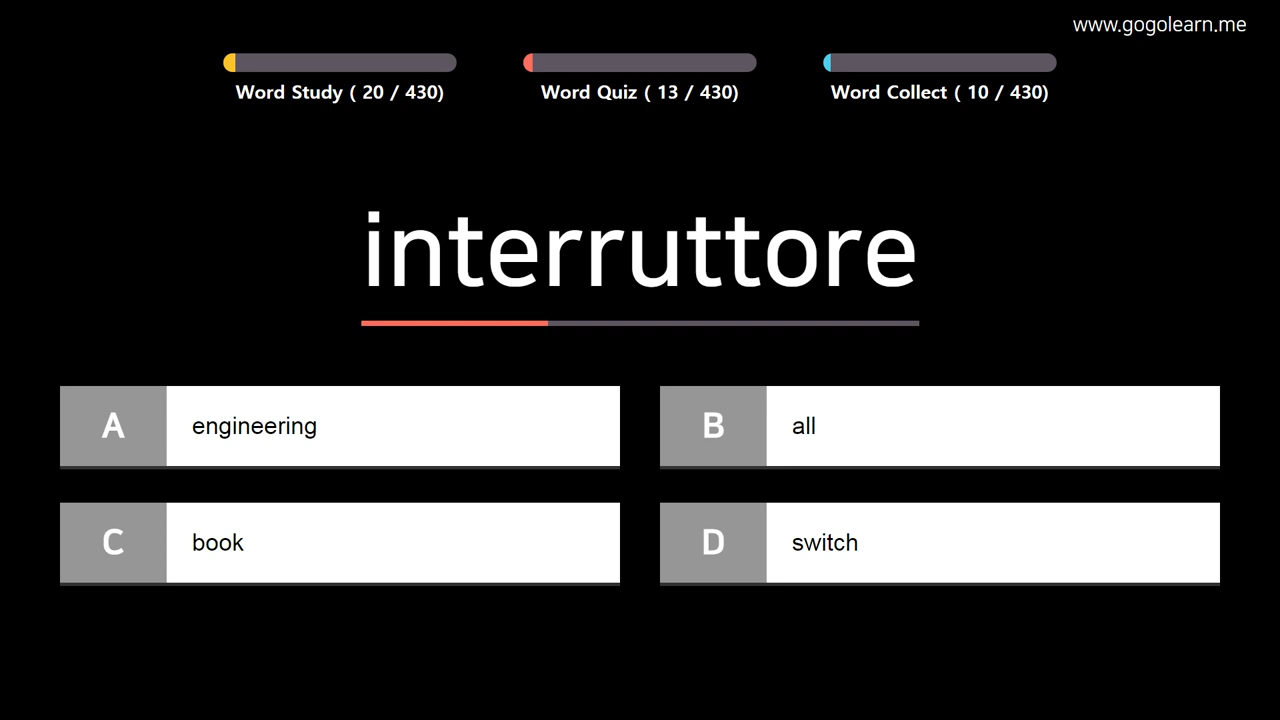 www.gogolearn.me
Word Study ( 20 / 430)
Word Quiz ( 13 / 430)
Word Collect ( 10 / 430)
interruttore
A engineering
B all
C book
D switch